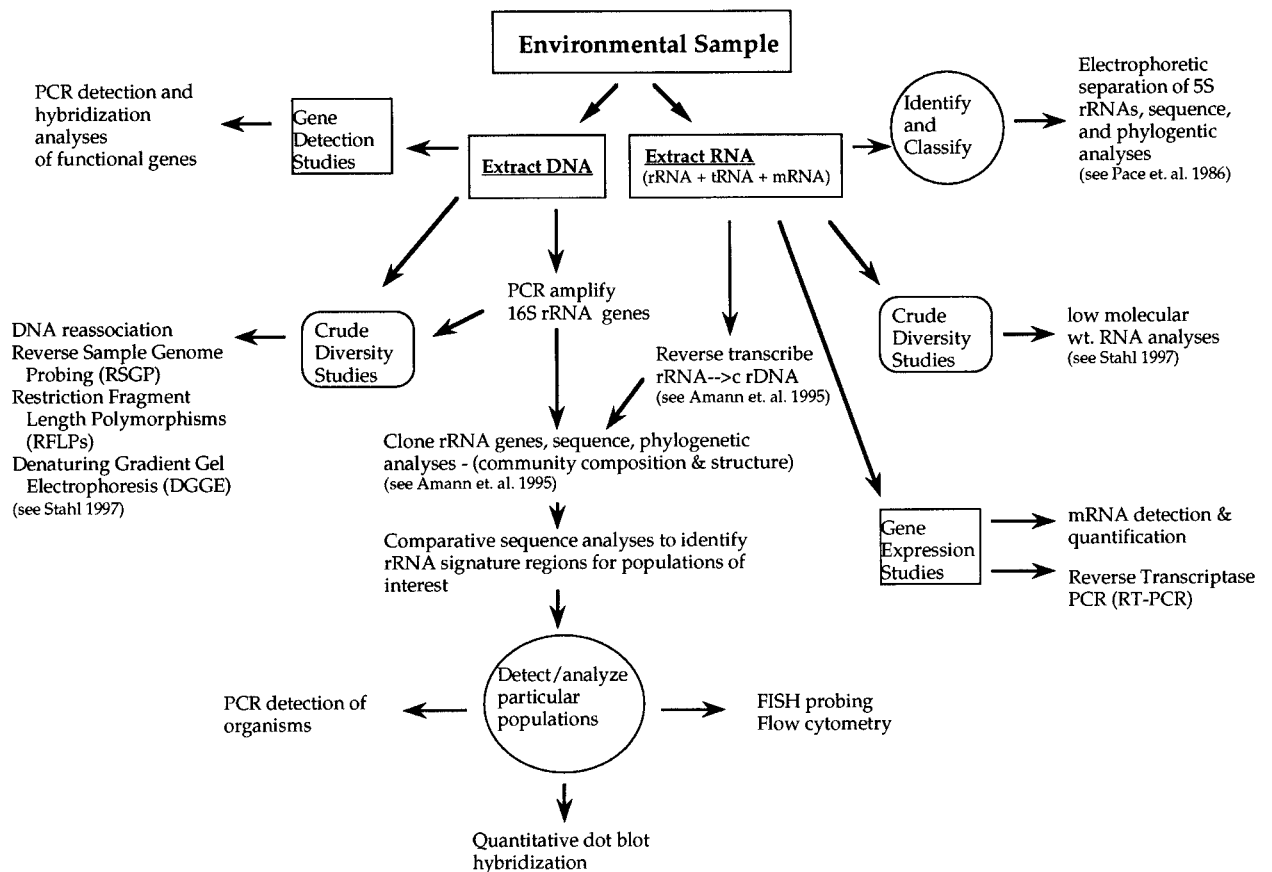 Environmental Sample
PCR detection and
hybridization
analyses
of functional genes
Gene
Detection
Studies
Extract DNA
Extract RNA
(rRNA + tRNA + mRNA)
Identify
and
Classify
Electrophoretic
separation of 5S
rRNAs, sequence,
and phylogentic
analyses
(see Pace et. al. 1986)
DNA reassociation
Reverse Sample Genome
Probing (RSGP)
Restriction Fragment
Length Polymorphisms
(RFLPs)
Denaturing Gradient Gel
Electrophoresis (DGGE)
(see Stahl 1997)
Crude
Diversity
Studies
PCR amplify
16S rRNA genes
Reverse transcribe
rRNA-->c rDNA
(see Amann et. al. 1995)
Crude
Diversity
Studies
low molecular
wt. RNA analyses
(see Stahl 1997)
Clone rRNA genes, sequence, phylogenetic
analyses - (community composition & structure)
(see Amann et. al. 1995)
Comparative sequence analyses to identify
rRNA signature regions for populations of
interest
Gene
Expression
Studies
mRNA detection &
quantification
Reverse Transcriptase
PCR (RT-PCR)
PCR detection of
organisms
Detect/analyze
particular
populations
FISH probing
Flow cytometry
Quantitative dot blot
hybridization